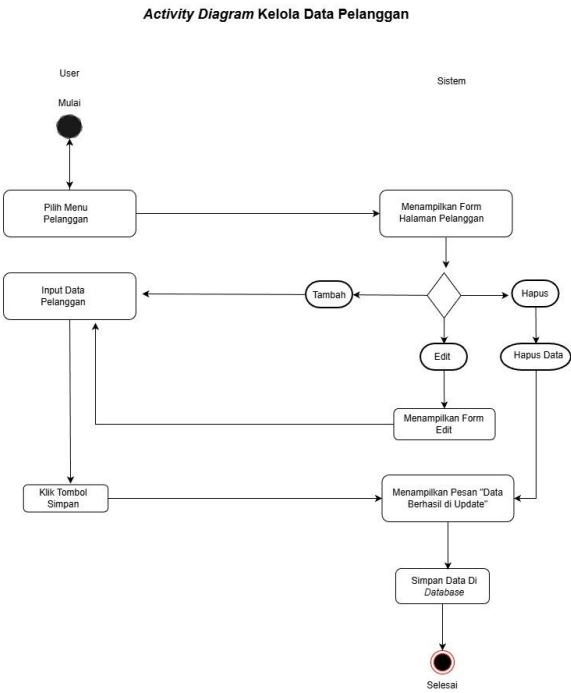 Activity Diagram Kelola Data Pelanggan
User
Sistem
Mulai
Pilih Menu
Pelanggan
Menampilkan Form
Halaman Pelanggan
Input Data
Pelanggan
Tambah
Hapus
Edit
Hapus Data
Menampilkan Form
Edit
Klik Tombol
Simpan
Menampilkan Pesan "Data
Berhasil di Update"
Simpan Data Di
Database
Selesai